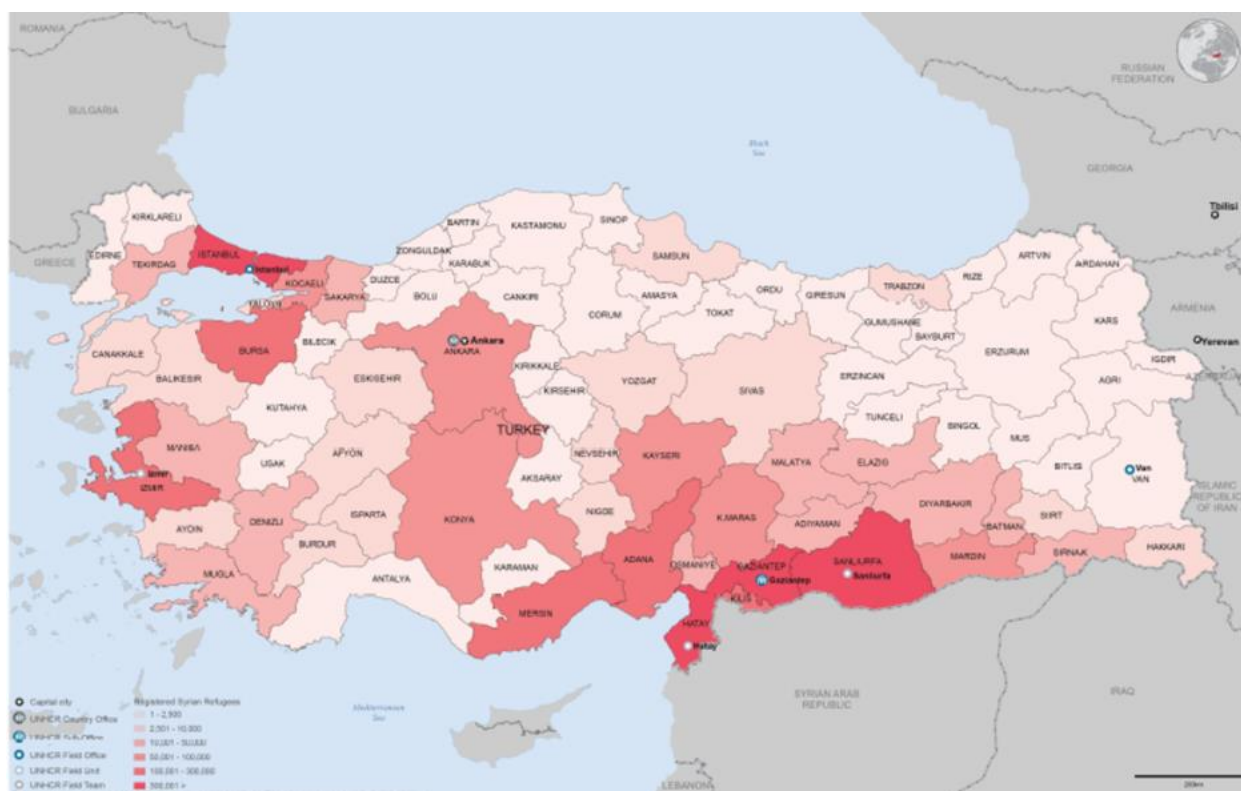 ROMANIA
RUSSIAN
FEDERATION
BULGARIA
Black
Sea
GEORGIA
Tbilisi
GREECE
ARMENIA
Yerevan
KIRKLARELI
EDIRNE
TEKIRDAG
ISTANBUL
Istanbul
KOCAELI
YALOVA
SAKARYA
DUZCE
ZONGULDAK
BARTIN
KARABUK
KASTAMONU
SINOP
SAMSUN
BOLU
CANKIRI
CORUM
AMASYA
TOKAT
ORDU
GIRESUN
TRABZON
GUMUSHANE
BAYBURT
RIZE
ARTVIN
ARDAHAN
KARS
IGDIR
AGRI
ERZURUM
ERZINCAN
CANAKKALE
BALIKESIR
BURSA
BILECIK
ESKISEHIR
Ankara
ANKARA
KIRIKKALE
KIRSEHIR
YOZGAT
SIVAS
TUNCELI
BINGOL
MUS
BITLIS
Van
VAN
KUTAHYA
MANISA
USAK
AFYON
TURKEY
NEVSEHIR
KAYSERI
MALATYA
ELAZIG
DIYARBAKIR
BATMAN
SIIRT
HAKKARI
SIRNAK
MARDIN
Izmir
IZMIR
AYDIN
DENIZLI
ISPARTA
BURDUR
MUGLA
ANTALYA
KONYA
AKSARAY
NIGDE
KARAMAN
MERSIN
ADANA
OSMANIYE
K.MARAS
ADIYAMAN
GAZIANTEP
Gaziantep
KILIS
SANLIURFA
Sanliurfa
HATAY
Hatay
ISLAMIC
REPUBLIC
OF IRAN
SYRIAN ARAB
REPUBLIC
IRAQ
LEBANON
Mediterranean
Sea
Capital city
UNHCR Country Office
UNHCR Sub-Office
UNHCR Field Office
UNHCR Field Unit
UNHCR Field Team
Registered Syrian Refugees
1 - 2,500
2,501 - 10,000
10,001 - 50,000
50,001 - 100,000
100,001 - 300,000
300,001 >